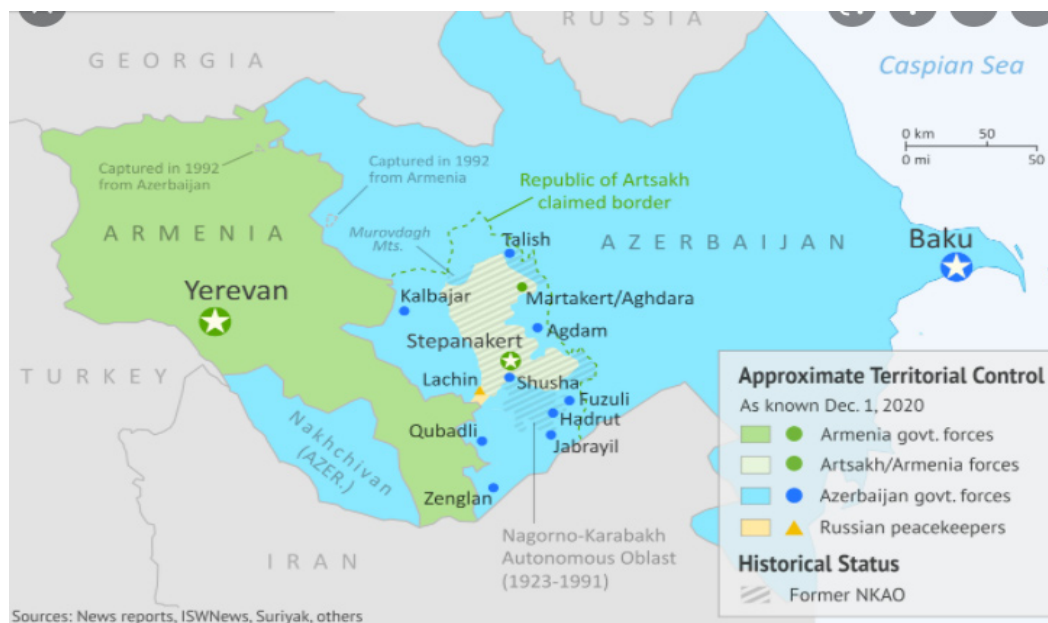 RUSSIA
GEORGIA
Caspian Sea
0 km 50
0 mi 50
Captured in 1992
from Azerbaijan
Captured in 1992
from Armenia
Republic of Artsakh
claimed border
ARMENIA
Murovdagh
Mts.
Talish
AZERBAIJAN
Baku
Yerevan
Kalbajar
Martakert/Aghdara
Stepanakert
Agdam
TURKEY
Lachin
Shusha
Fuzuli
Qubadli
Hadrut
Jabrayil
Nakhchivan
(AZER.)
Zenglan
Nagorno-Karabakh
Autonomous Oblast
(1923-1991)
IRAN
Approximate Territorial Control
As known Dec. 1, 2020
Armenia govt. forces
Artsakh/Armenia forces
Azerbaijan govt. forces
Russian peacekeepers
Historical Status
Former NKAO
Sources: News reports, ISWNews, Suriyak, others